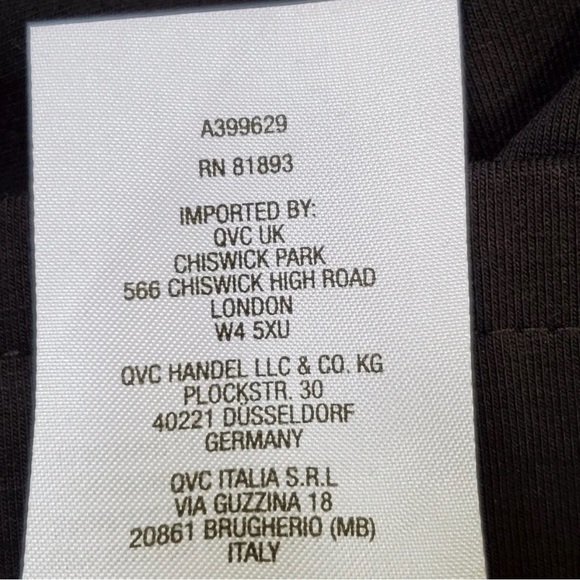 A399629
RN 81893
IMPORTED BY:
QVC UK
CHISWICK PARK
566 CHISWICK HIGH ROAD
LONDON
W4 5XU
QVC HANDEL LLC & CO. KG
PLOCKSTR. 30
40221 DÜSSELDORF
GERMANY
QVC ITALIA S.R.L
VIA GUZZINA 18
20861 BRUGHERIO (MB)
ITALY